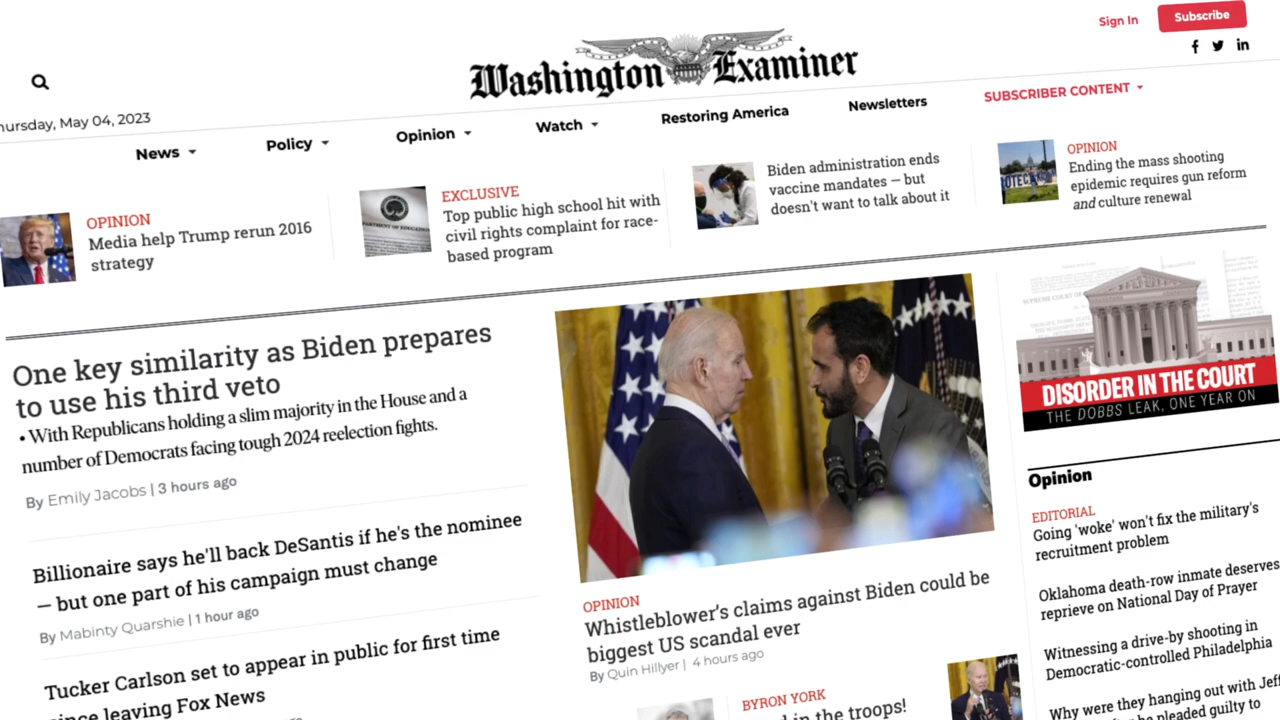 Sign In
Subscribe
Washington Examiner
Thursday, May 04, 2023
News
Policy
Opinion
Watch
Restoring America
Newsletters
SUBSCRIBER CONTENT
OPINION
Media help Trump rerun 2016
strategy
EXCLUSIVE
Top public high school hit with
civil rights complaint for race-
based program
Biden administration ends
vaccine mandates — but
doesn't want to talk about it
OPINION
Ending the mass shooting
epidemic requires gun reform
and culture renewal
One key similarity as Biden prepares
to use his third veto
• With Republicans holding a slim majority in the House and a
number of Democrats facing tough 2024 reelection fights.
By Emily Jacobs | 3 hours ago
Billionaire says he'll back DeSantis if he's the nominee
— but one part of his campaign must change
By Mabinty Quarshie | 1 hour ago
Tucker Carlson set to appear in public for first time
since leaving Fox News
OPINION
Whistleblower's claims against Biden could be
biggest US scandal ever
By Quin Hillyer | 4 hours ago
BYRON YORK
in the troops!
DISORDER IN THE COURT
THE DOBBS LEAK, ONE YEAR ON
Opinion
EDITORIAL
Going 'woke' won't fix the military's
recruitment problem
Oklahoma death-row inmate deserves
reprieve on National Day of Prayer
Witnessing a drive-by shooting in
Democratic-controlled Philadelphia
Why were they hanging out with Jeff
he pleaded guilty to